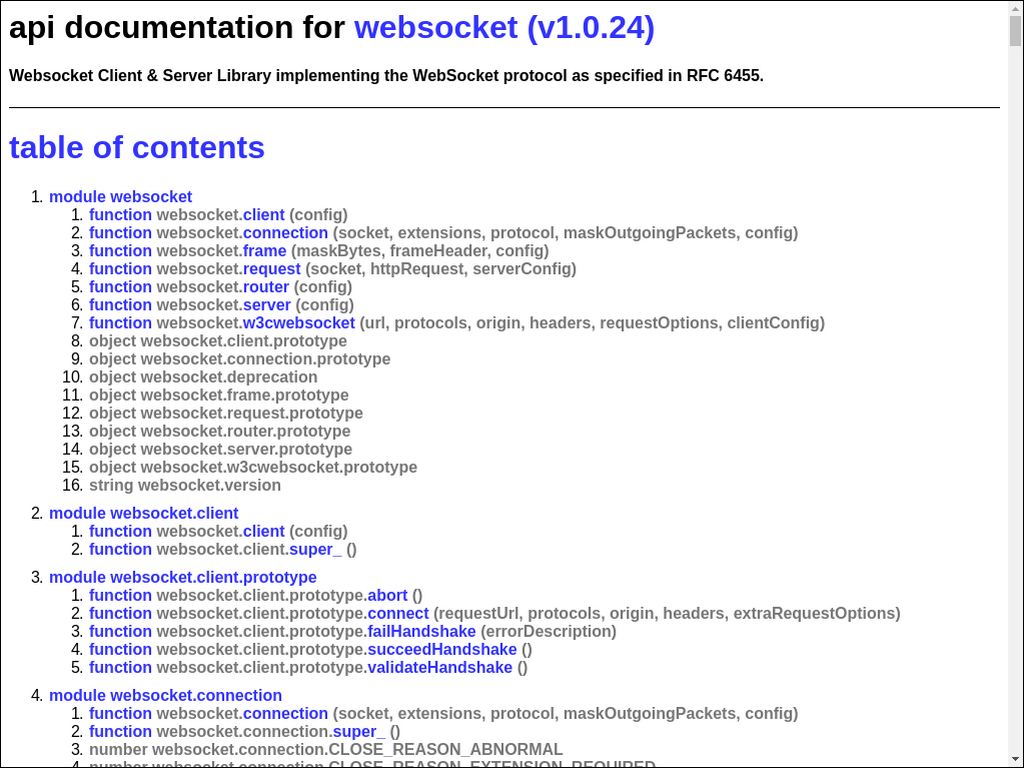 api documentation for websocket (v1.0.24)
Websocket Client & Server Library implementing the WebSocket protocol as specified in RFC 6455.
table of contents
1. module websocket
1. function websocket.client (config)
2. function websocket.connection (socket, extensions, protocol, maskOutgoingPackets, config)
3. function websocket.frame (maskBytes, frameHeader, config)
4. function websocket.request (socket, httpRequest, serverConfig)
5. function websocket.router (config)
6. function websocket.server (config)
7. function websocket.w3cwebsocket (url, protocols, origin, headers, requestOptions, clientConfig)
8. object websocket.client.prototype
9. object websocket.connection.prototype
10. object websocket.deprecation
11. object websocket.frame.prototype
12. object websocket.request.prototype
13. object websocket.router.prototype
14. object websocket.server.prototype
15. object websocket.w3cwebsocket.prototype
16. string websocket.version
2. module websocket.client
1. function websocket.client (config)
2. function websocket.client.super_ ()
3. module websocket.client.prototype
1. function websocket.client.prototype.abort ()
2. function websocket.client.prototype.connect (requestUrl, protocols, origin, headers, extraRequestOptions)
3. function websocket.client.prototype.failHandshake (errorDescription)
4. function websocket.client.prototype.succeedHandshake ()
5. function websocket.client.prototype.validateHandshake ()
4. module websocket.connection
1. function websocket.connection (socket, extensions, protocol, maskOutgoingPackets, config)
2. function websocket.connection.super_ ()
3. number websocket.connection.CLOSE_REASON_ABNORMAL
4. number websocket.connection.CLOSE_REASON_EXTENSION_REQUIRED